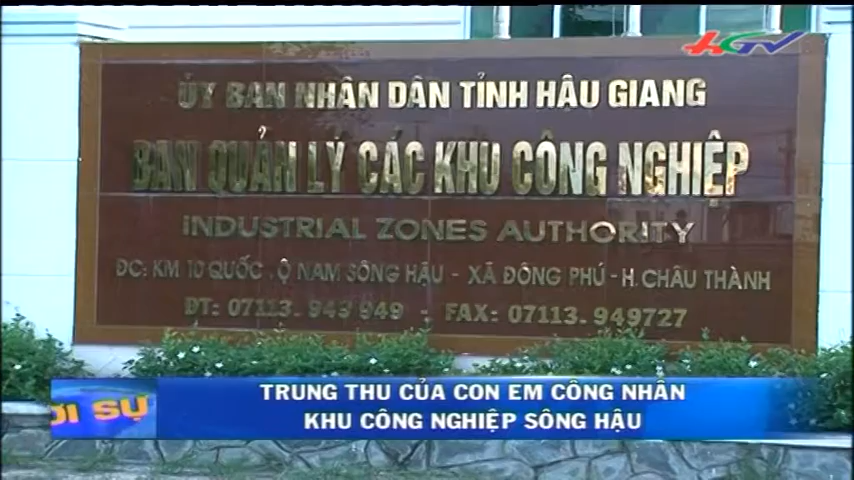 HGTV
ỦY BAN NHÂN DÂN TỈNH HẬU GIANG
BAN QUẢN LÝ CÁC KHU CÔNG NGHIỆP
INDUSTRIAL ZONES AUTHORITY
ĐC: KM 10 QUỐC LỘ NAM SÔNG HẬU - XÃ ĐÔNG PHÚ - H. CHÂU THÀNH
ĐT: 07113. 943 949 - FAX: 07113. 949727
ỜI SỰ
TRUNG THU CỦA CON EM CÔNG NHÂN
KHU CÔNG NGHIỆP SÔNG HẬU